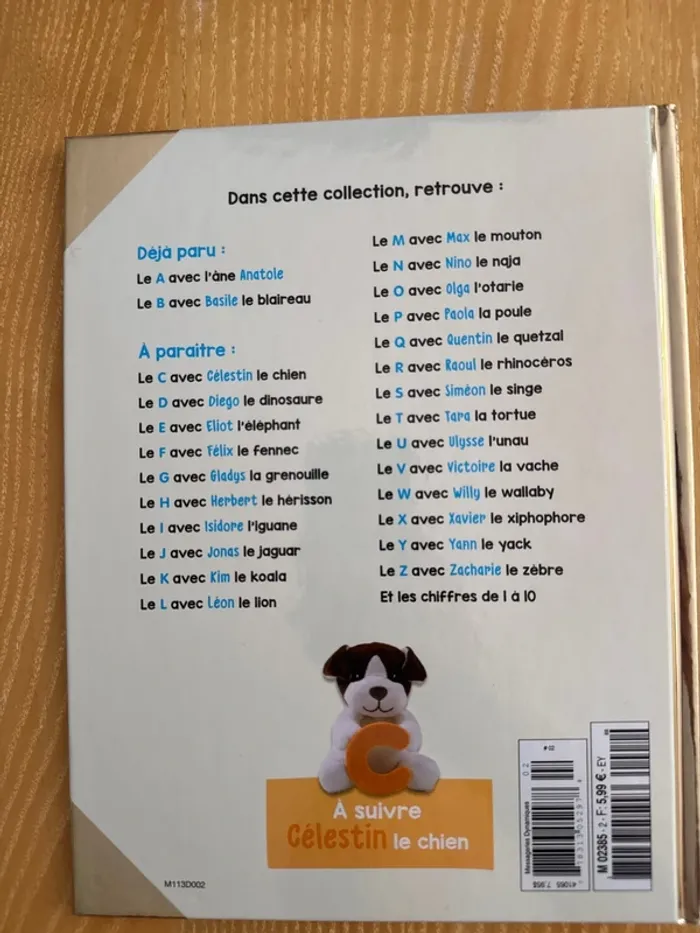 Dans cette collection, retrouve :
Déjà paru :
Le A avec l'âne Anatole
Le B avec Basile le blaireau
À paraître :
Le C avec Célestin le chien
Le D avec Diego le dinosaure
Le E avec Eliot l'éléphant
Le F avec Félix le fennec
Le G avec Gladys la grenouille
Le H avec Herbert le hérisson
Le I avec Isidore l'iguane
Le J avec Jonas le jaguar
Le K avec Kim le koala
Le L avec Léon le lion
Le M avec Max le mouton
Le N avec Nino le naja
Le O avec Olga l'otarie
Le P avec Paola la poule
Le Q avec Quentin le quetzal
Le R avec Raoul le rhinocéros
Le S avec Siméon le singe
Le T avec Tara la tortue
Le U avec Ulysse l'unau
Le V avec Victoire la vache
Le W avec Willy le wallaby
Le X avec Xavier le xiphophore
Le Y avec Yann le yack
Le Z avec Zacharie le zèbre
Et les chiffres de 1 à 10
C
À suivre
Célestin le chien
M113D002
Messageries Dynamiques
02
41055 7.95$
M 02385 - 2 - F: 5,99 € - EY